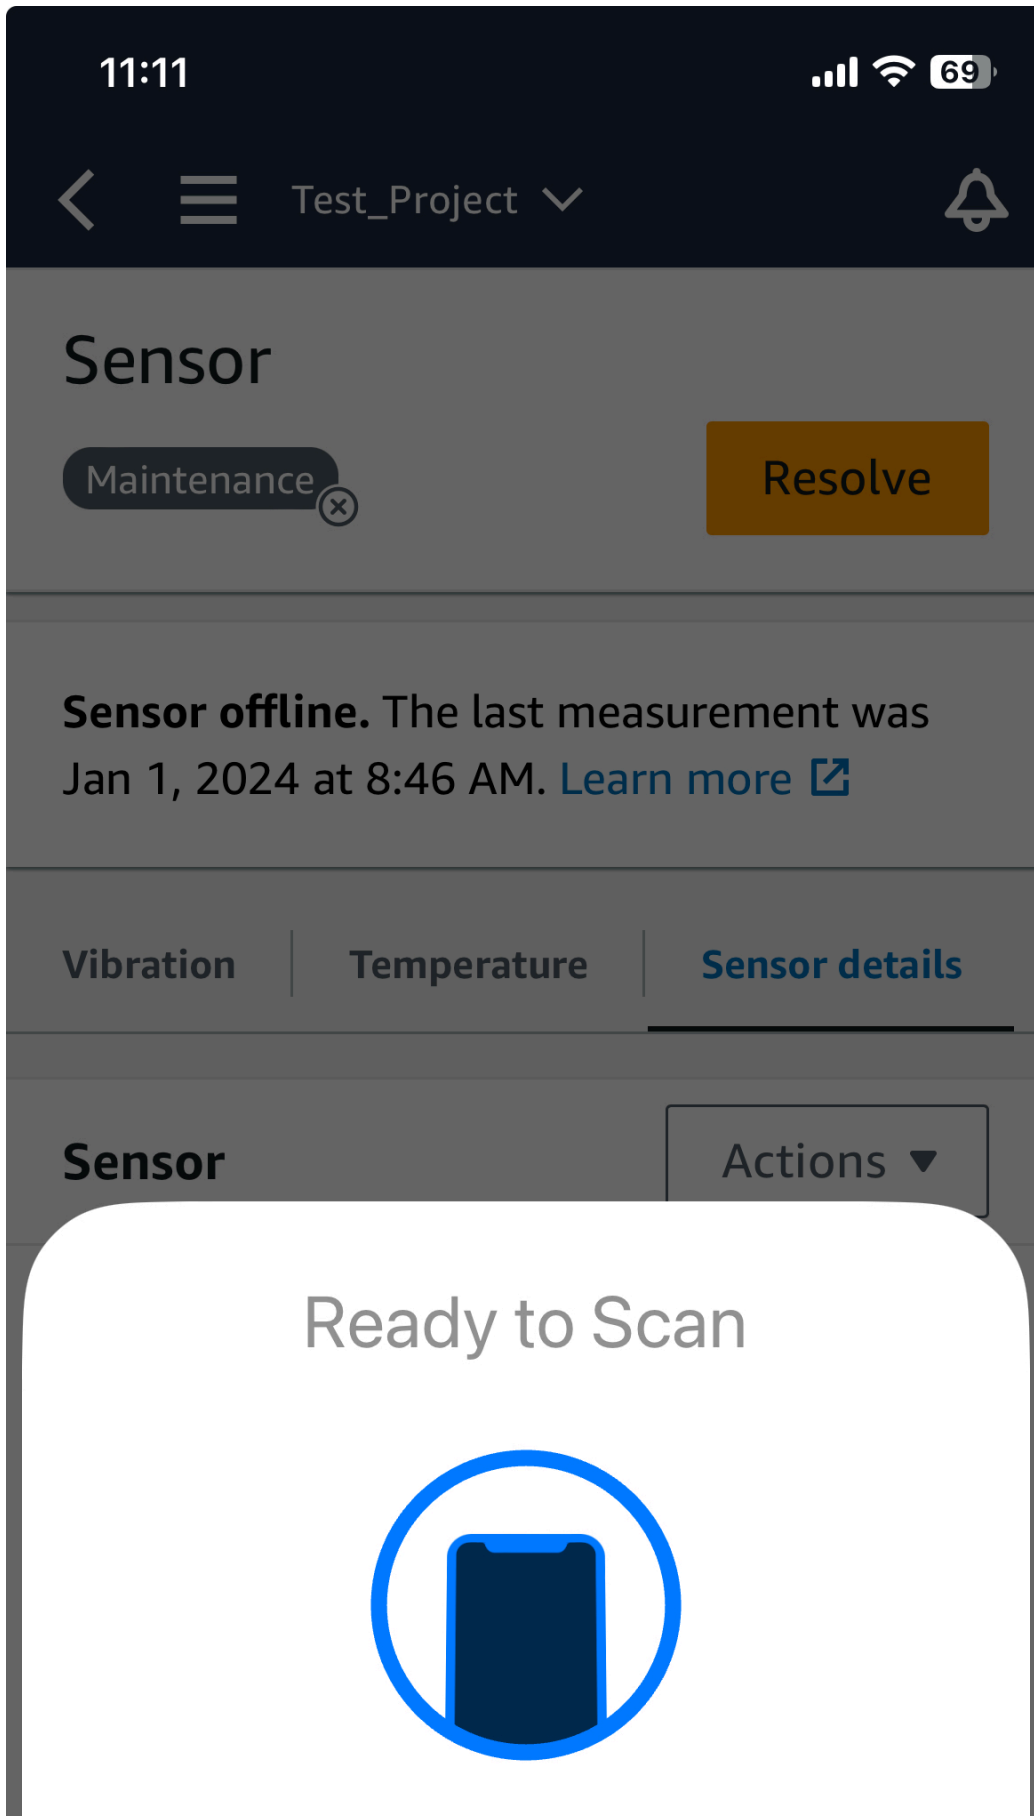 11:11
69
Test_Project
Sensor
Maintenance
Resolve
Sensor offline. The last measurement was
Jan 1, 2024 at 8:46 AM. Learn more
Vibration
Temperature
Sensor details
Sensor
Actions
Ready to Scan